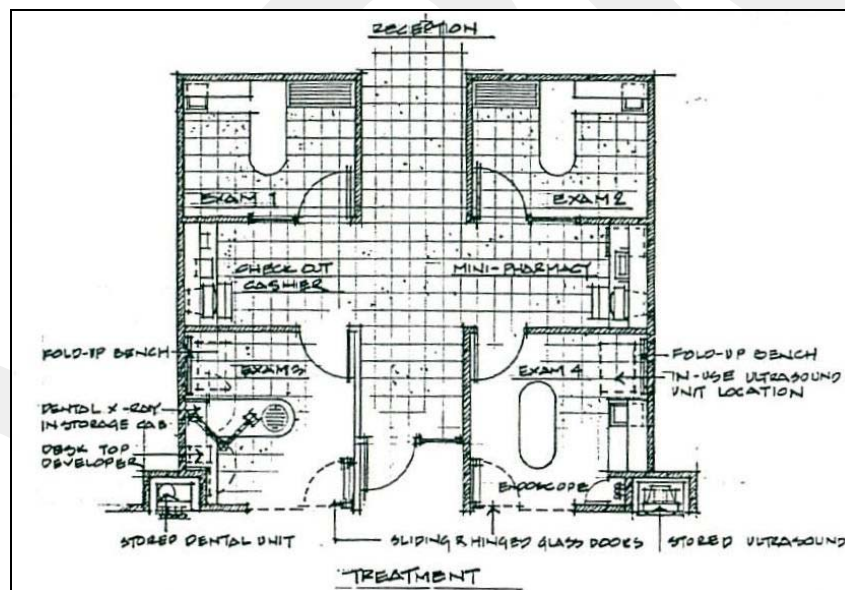 RECEPTION
EXAM 1
EXAM 2
CHECK OUT
CASHIER
MINI-PHARMACY
FOLD-UP BENCH
EXAM 3
EXAM 4
FOLD-UP BENCH
IN-USE ULTRASOUND
UNIT LOCATION
DENTAL X-RAY
IN STORAGE CAB.
DESK TOP
DEVELOPER
ENDOSCOPE
STORED DENTAL UNIT
SLIDING & HINGED GLASS DOORS
STORED ULTRASOUND
TREATMENT